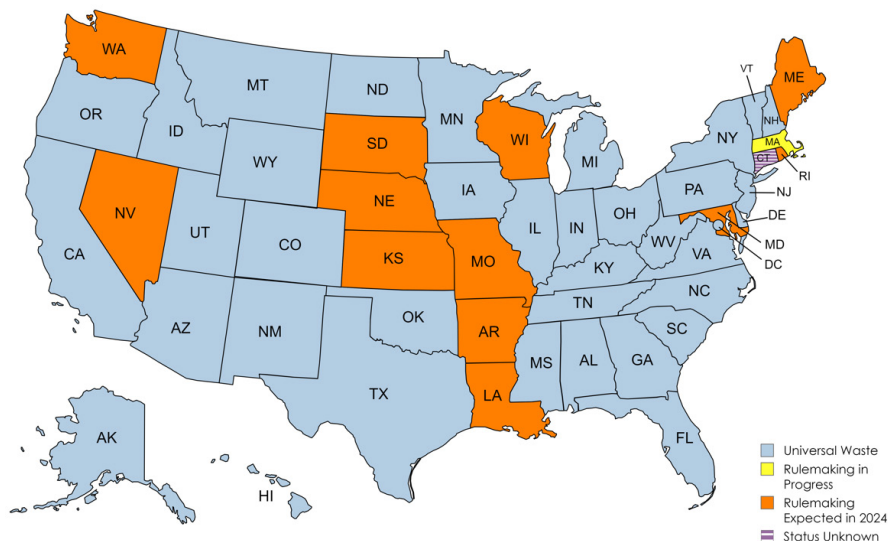 WA
ME
MT
ND
VT
OR
MN
ID
NH
WI
NY
MA
SD
CT
WY
MI
RI
IA
PA
NE
NJ
NV
OH
DE
IL
IN
UT
CO
MD
WV
CA
KS
MO
VA
DC
KY
NC
TN
AZ
OK
NM
AR
SC
MS
AL
GA
TX
LA
AK
FL
HI
Universal Waste
Rulemaking in
Progress
Rulemaking
Expected in 2024
Status Unknown